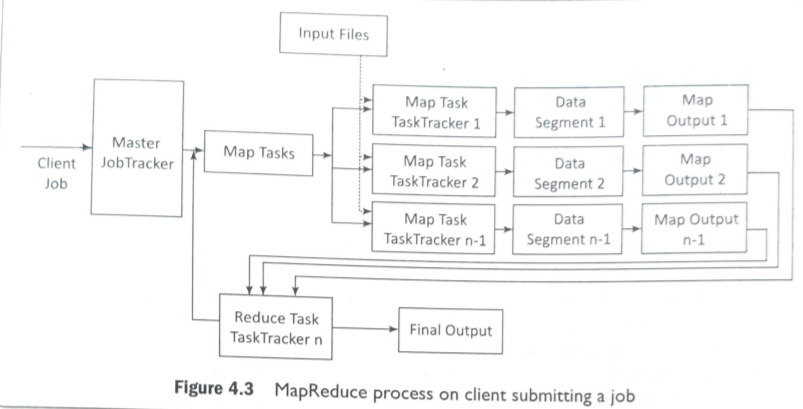 Input Files
Client
Job
Master
JobTracker
Map Tasks
Map Task
TaskTracker 1
Data
Segment 1
Map
Output 1
Map Task
TaskTracker 2
Data
Segment 2
Map
Output 2
Map Task
TaskTracker n-1
Data
Segment n-1
Map Output
n-1
Reduce Task
TaskTracker n
Final Output
Figure 4.3 MapReduce process on client submitting a job